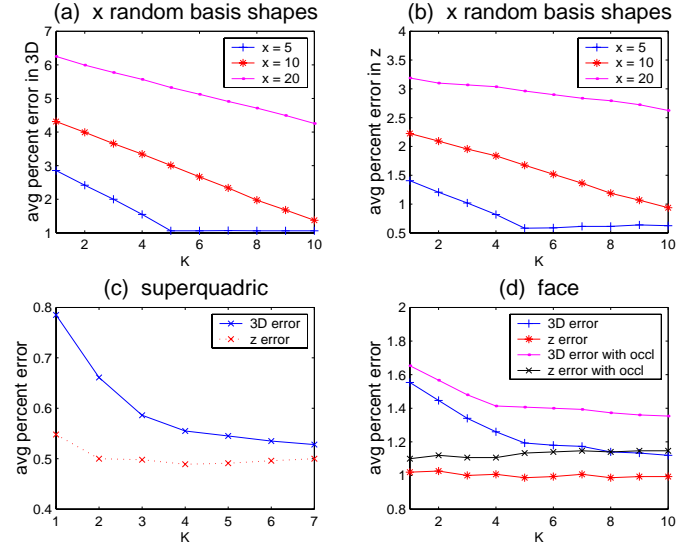 (a) x random basis shapes
avg percent error in 3D
7
6
5
4
3
2
1
x = 5
x = 10
x = 20
2 4 6 8 10
K
(b) x random basis shapes
avg percent error in z
4
3.5
3
2.5
2
1.5
1
0.5
x = 5
x = 10
x = 20
2 4 6 8 10
K
(c) superquadric
avg percent error
0.8
0.7
0.6
0.5
0.4
3D error
z error
1 2 3 4 5 6 7
K
(d) face
avg percent error
2
1.8
1.6
1.4
1.2
1
0.8
3D error
z error
3D error with occl
z error with occl
2 4 6 8 10
K